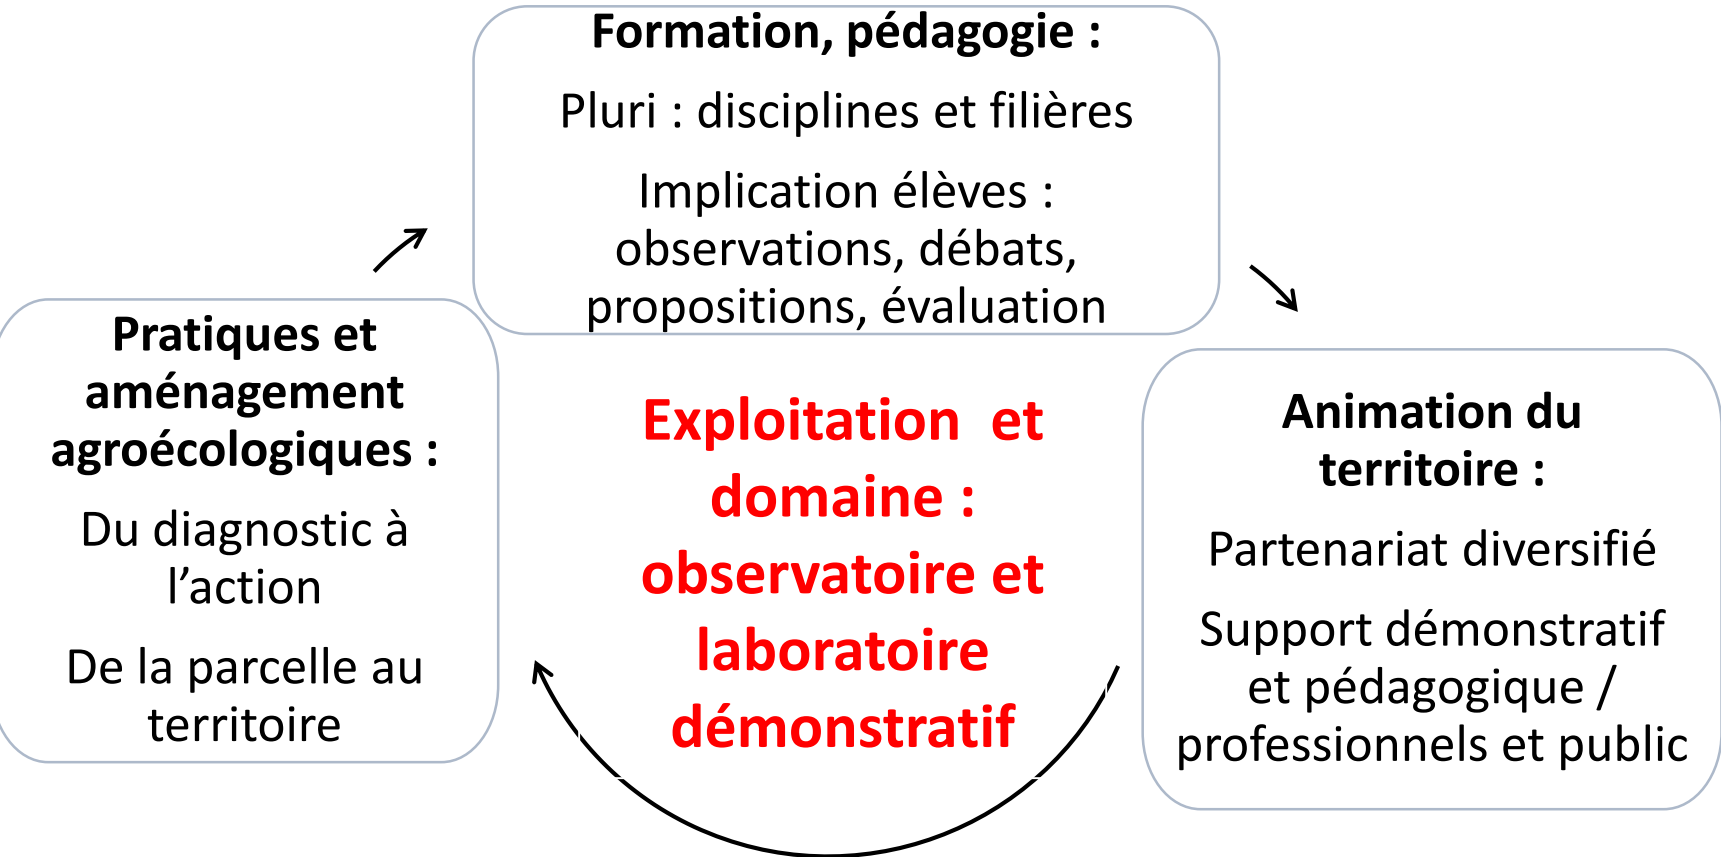 Formation, pédagogie :
Pluri : disciplines et filières
Implication élèves :
observations, débats,
propositions, évaluation
Pratiques et
aménagement
agroécologiques :
Du diagnostic à
l’action
De la parcelle au
territoire
Exploitation  et
domaine :
observatoire et
laboratoire
démonstratif
Animation du
territoire :
Partenariat diversifié
Support démonstratif
et pédagogique /
professionnels et public